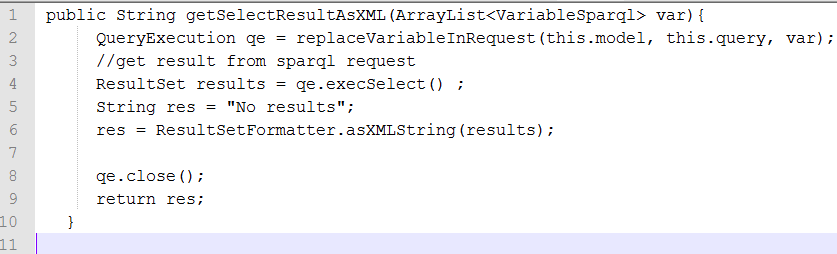 1 public String getSelectResultAsXML(ArrayList<VariableSparql> var){
2 QueryExecution qe = replaceVariableInRequest(this.model, this.query, var);
3 //get result from sparql request
4 ResultSet results = qe.execSelect() ;
5 String res = "No results";
6 res = ResultSetFormatter.asXMLString(results);
7
8 qe.close();
9 return res;
10 }
11